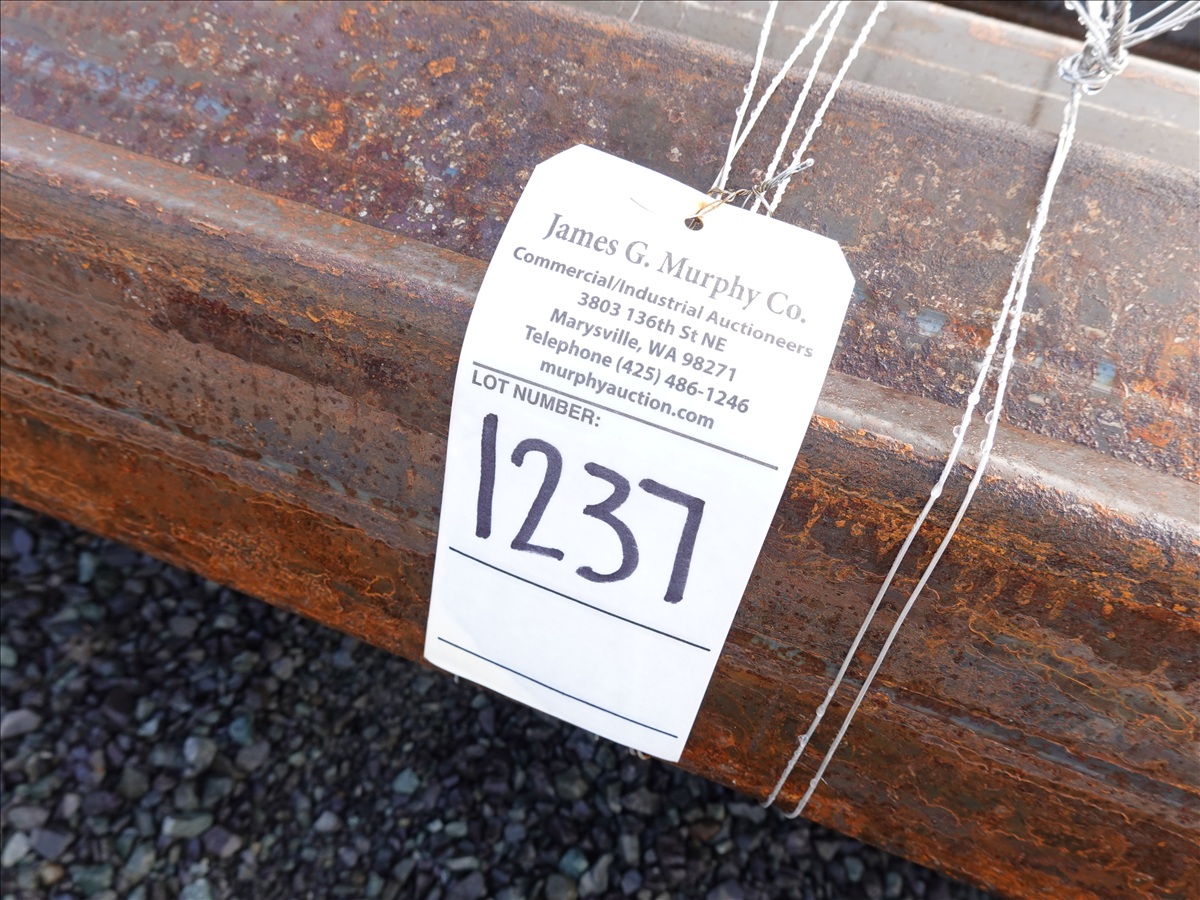 James G. Murphy Co.
Commercial/Industrial Auctioneers
3803 136th St NE
Marysville, WA 98271
Telephone (425) 486-1246
murphyauction.com
LOT NUMBER:
1237